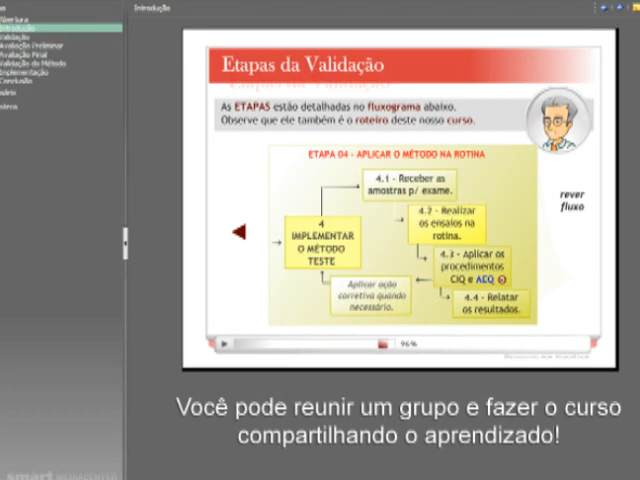 Introdução
Abertura
Introdução
Validação
Avaliação Preliminar
Avaliação Final
Validação do Método
Implementação
Conclusão
Etapas da Validação
As ETAPAS estão detalhadas no fluxograma abaixo.
Observe que ele também é o roteiro deste nosso curso.
ETAPA 04 - APLICAR O MÉTODO NA ROTINA
4.1 - Receber as
amostras p/ exame.
rever
fluxo
4.2 - Realizar
os ensaios na
rotina.
4
IMPLEMENTAR
O MÉTODO
TESTE
4.3 - Aplicar os
procedimentos
CIQ e AEQ
Aplicar ação
corretiva quando
necessário.
4.4 - Relatar
os resultados.
96%
Você pode reunir um grupo e fazer o curso
compartilhando o aprendizado!
smart MEDIACENTER